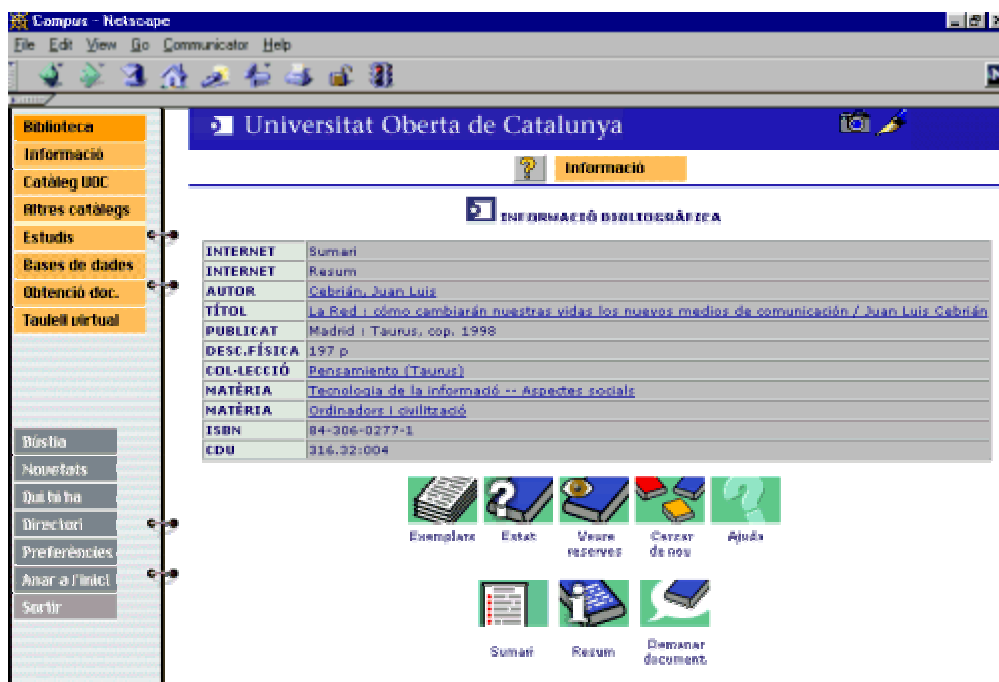 Campus - Netscape
File Edit View Go Communicator Help
Biblioteca
Informació
Catàleg UOC
Altres catàlegs
Estudis
Bases de dades
Obtenció doc.
Taulell virtual
Bústia
Novetats
Qui hi ha
Directori
Preferències
Anar a l'inici
Sortir
Universitat Oberta de Catalunya
Informació
INFORMACIÓ BIBLIOGRÀFICA
INTERNET Sumari
INTERNET Resum
AUTOR Cebrián, Juan Luis
TÍTOL La Red : cómo cambiarán nuestras vidas los nuevos medios de comunicación / Juan Luis Cebrián
PUBLICAT Madrid : Taurus, cop. 1998
DESC.FÍSICA 197 p
COL·LECCIÓ Pensamiento (Taurus)
MATÈRIA Tecnologia de la informació -- Aspectes socials
MATÈRIA Ordinadors i civilització
ISBN 84-306-0277-1
CDU 316.32:004
Exemplars Estat Veure reserves Cercar de nou Ajuda
Sumari Resum Demanar document.